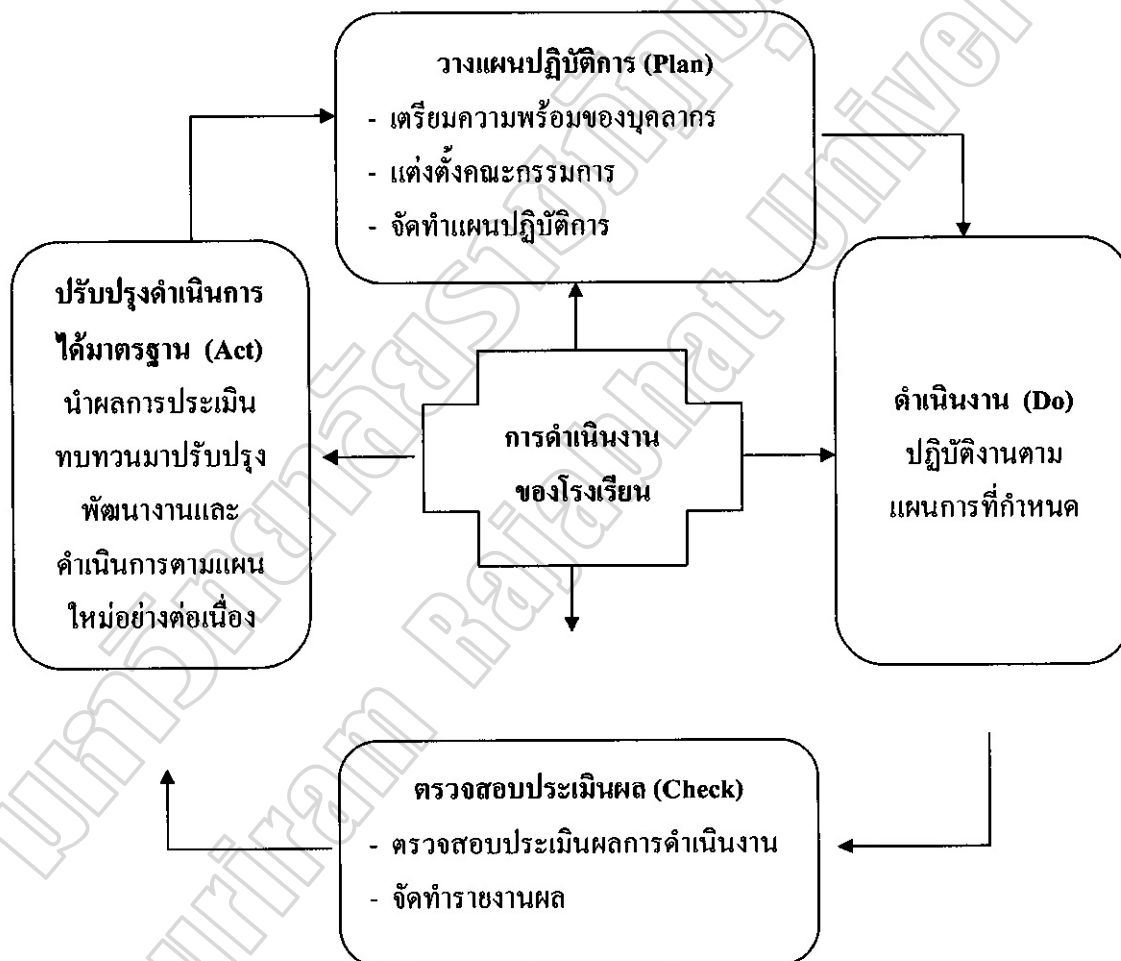 วางแผนปฏิบัติการ (Plan)
- เตรียมความพร้อมของบุคลากร
- แต่งตั้งคณะกรรมการ
- จัดทำแผนปฏิบัติการ
ปรับปรุงดำเนินการ
ได้มาตรฐาน (Act)
นำผลการประเมิน
ทบทวนมาปรับปรุง
พัฒนางานและ
ดำเนินการตามแผน
ใหม่อย่างต่อเนื่อง
การดำเนินงาน
ของโรงเรียน
ดำเนินงาน (Do)
ปฏิบัติงานตาม
แผนการที่กำหนด
ตรวจสอบประเมินผล (Check)
- ตรวจสอบประเมินผลการดำเนินงาน
- จัดทำรายงานผล
Rajabhat